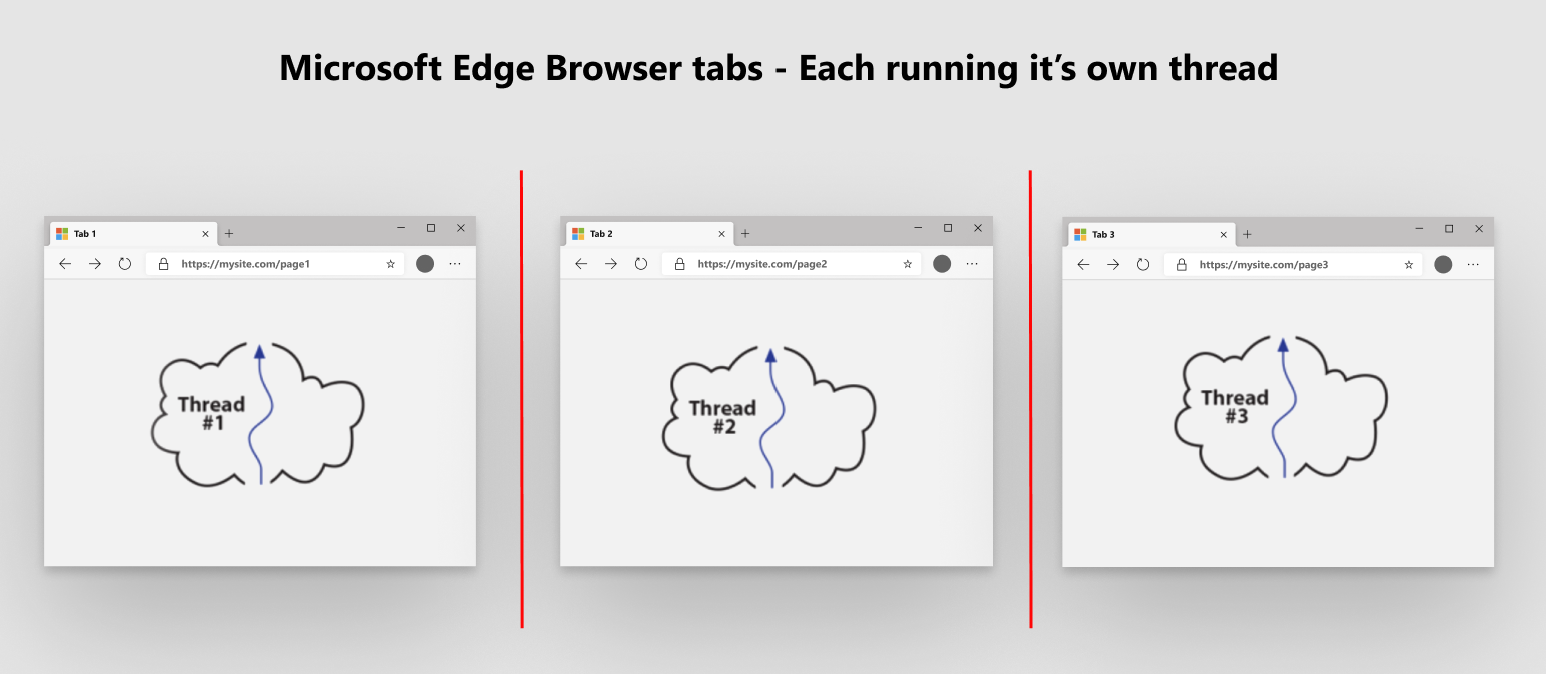 Microsoft Edge Browser tabs - Each running it’s own thread
Tab 1
https://mysite.com/page1
Thread
#1
Tab 2
https://mysite.com/page2
Thread
#2
Tab 3
https://mysite.com/page3
Thread
#3